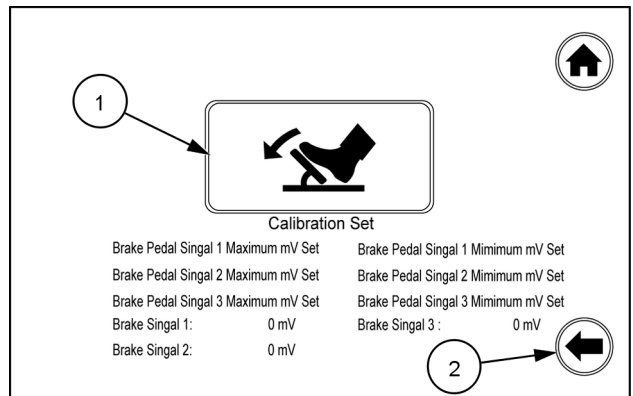 1
Calibration Set
Brake Pedal Singal 1 Maximum mV Set
Brake Pedal Singal 1 Mimimum mV Set
Brake Pedal Singal 2 Maximum mV Set
Brake Pedal Singal 2 Mimimum mV Set
Brake Pedal Singal 3 Maximum mV Set
Brake Pedal Singal 3 Mimimum mV Set
Brake Singal 1: 0 mV
Brake Singal 3 : 0 mV
Brake Singal 2: 0 mV
2